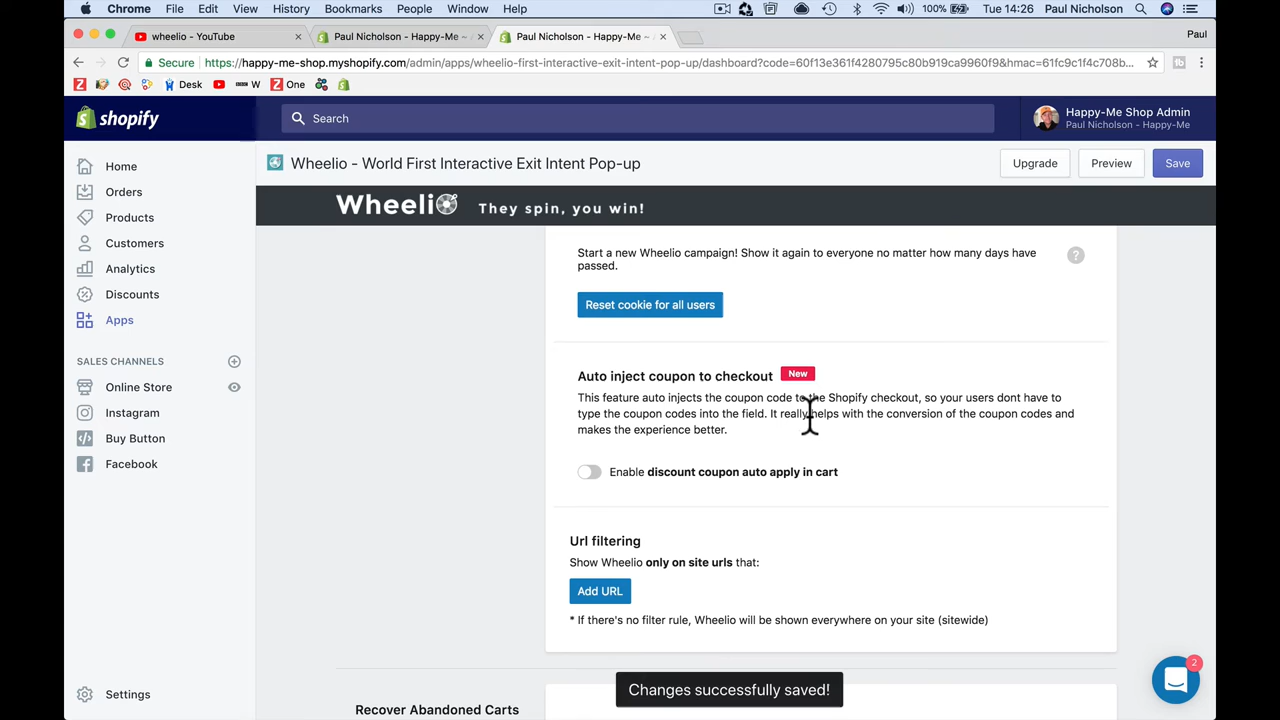 Chrome File Edit View History Bookmarks People Window Help 100% Tue 14:26 Paul Nicholson
wheelio - YouTube × Paul Nicholson - Happy-Me ~ × Paul Nicholson - Happy-Me ~ × Paul
Secure https://happy-me-shop.myshopify.com/admin/apps/wheelio-first-interactive-exit-intent-pop-up/dashboard?code=60f13e361f4280795c80b919ca9960f9&hmac=61fc9c1f4c708b...
Desk W One
shopify Search Happy-Me Shop Admin
Paul Nicholson - Happy-Me
Wheelio - World First Interactive Exit Intent Pop-up Upgrade Preview Save
Wheelio They spin, you win!
Home
Orders
Products
Customers
Analytics
Discounts
Apps
SALES CHANNELS
Online Store
Instagram
Buy Button
Facebook
Settings
Start a new Wheelio campaign! Show it again to everyone no matter how many days have
passed.
?
Reset cookie for all users
Auto inject coupon to checkout New
This feature auto injects the coupon code to the Shopify checkout, so your users dont have to
type the coupon codes into the field. It really helps with the conversion of the coupon codes and
makes the experience better.
Enable discount coupon auto apply in cart
Url filtering
Show Wheelio only on site urls that:
Add URL
* If there's no filter rule, Wheelio will be shown everywhere on your site (sitewide)
2
Changes successfully saved!
Recover Abandoned Carts